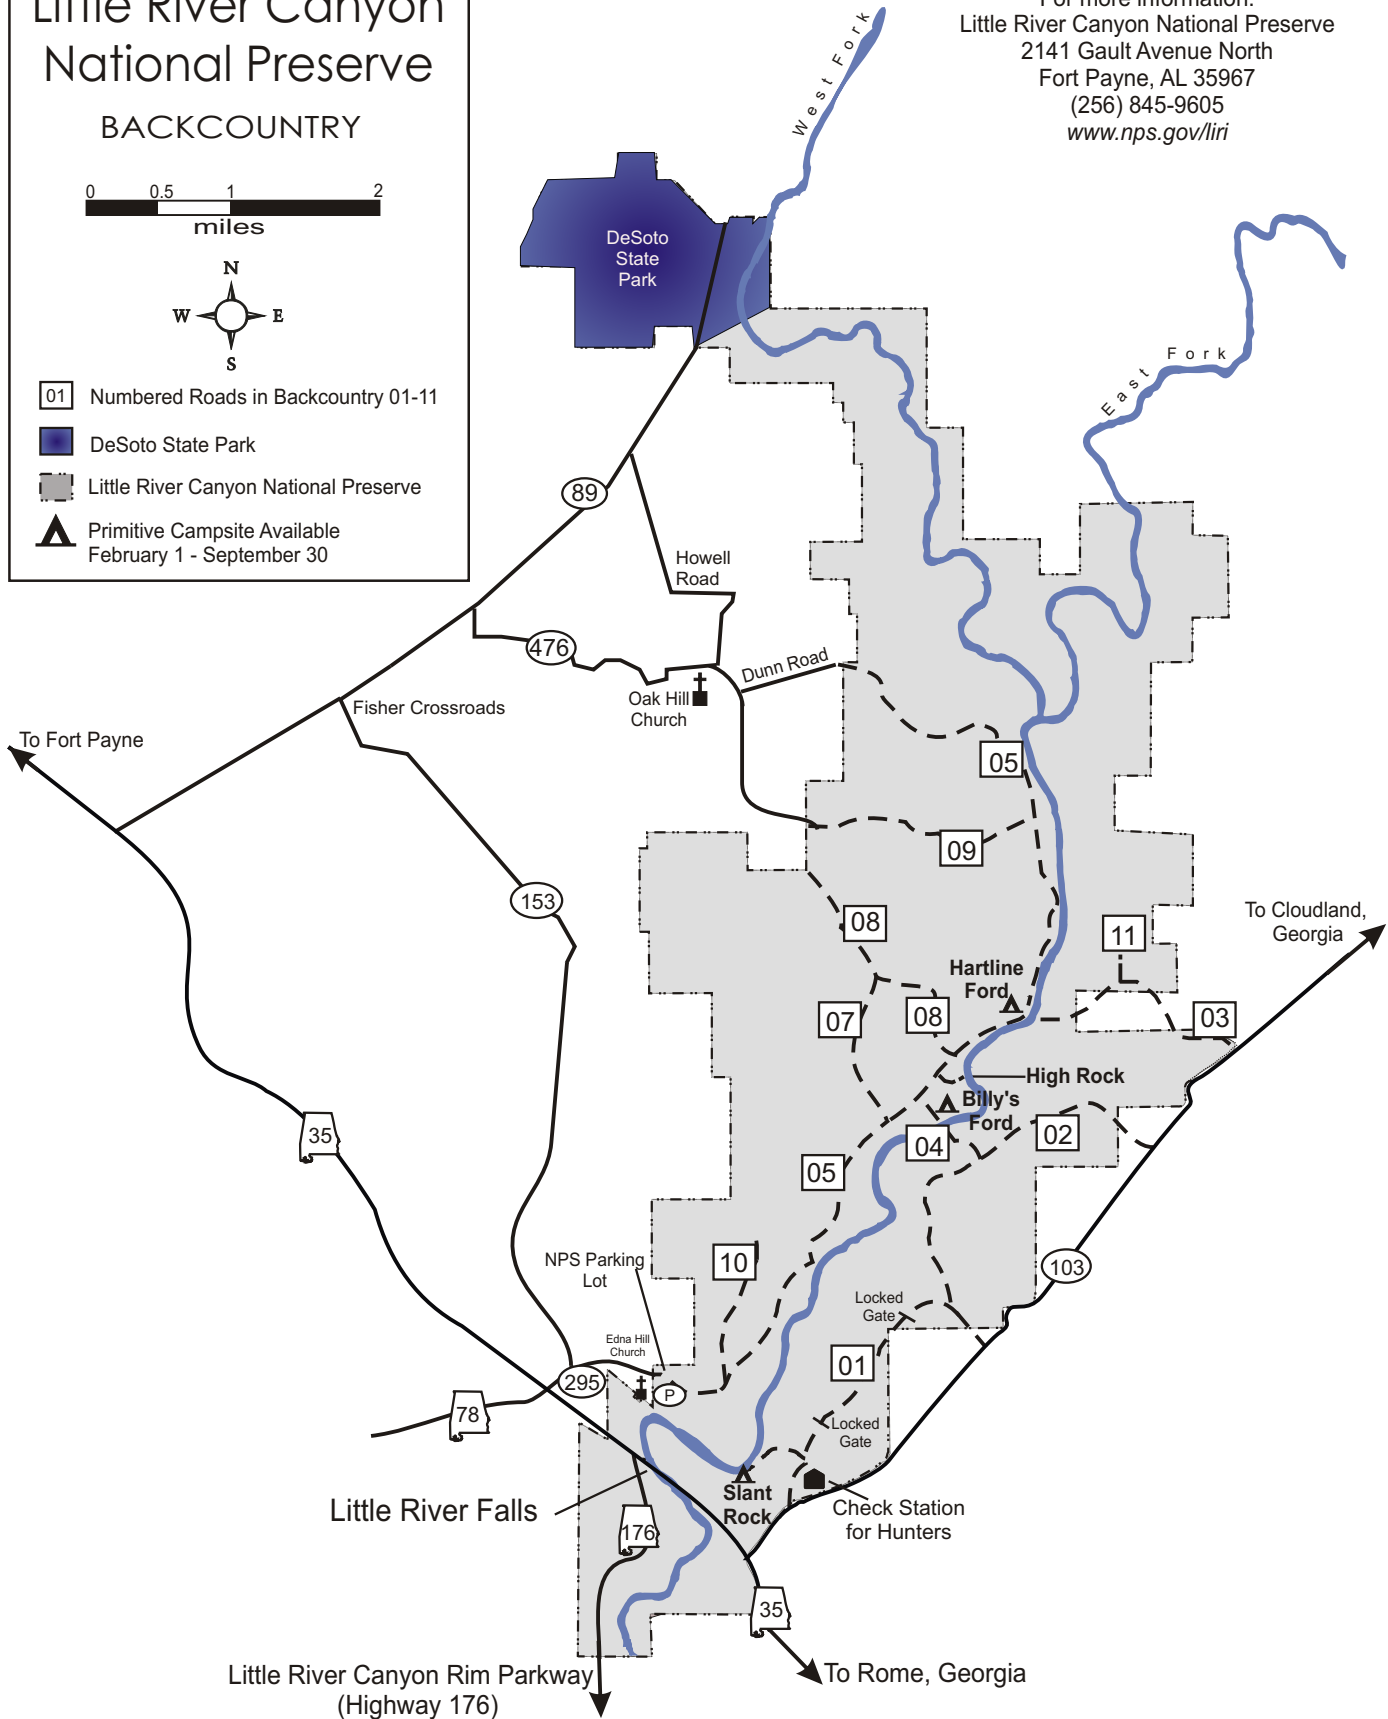 Little River Canyon
National Preserve
BACKCOUNTRY
0 0.5 1 2
miles
N
W E
S
01 Numbered Roads in Backcountry 01-11
DeSoto State Park
Little River Canyon National Preserve
Primitive Campsite Available
February 1 - September 30
For more information:
Little River Canyon National Preserve
2141 Gault Avenue North
Fort Payne, AL 35967
(256) 845-9605
www.nps.gov/liri
West Fork
DeSoto
State
Park
East Fork
89
Howell
Road
476
Dunn Road
Oak Hill
Church
Fisher Crossroads
To Fort Payne
05
09
153
08
11
To Cloudland,
Georgia
Hartline
Ford
07
08
03
High Rock
Billy's
Ford
35
04
02
05
NPS Parking
Lot
10
103
Locked
Gate
Edna Hill
Church
01
295
P
78
Locked
Gate
Slant
Rock
Little River Falls
Check Station
for Hunters
176
35
Little River Canyon Rim Parkway
(Highway 176)
To Rome, Georgia